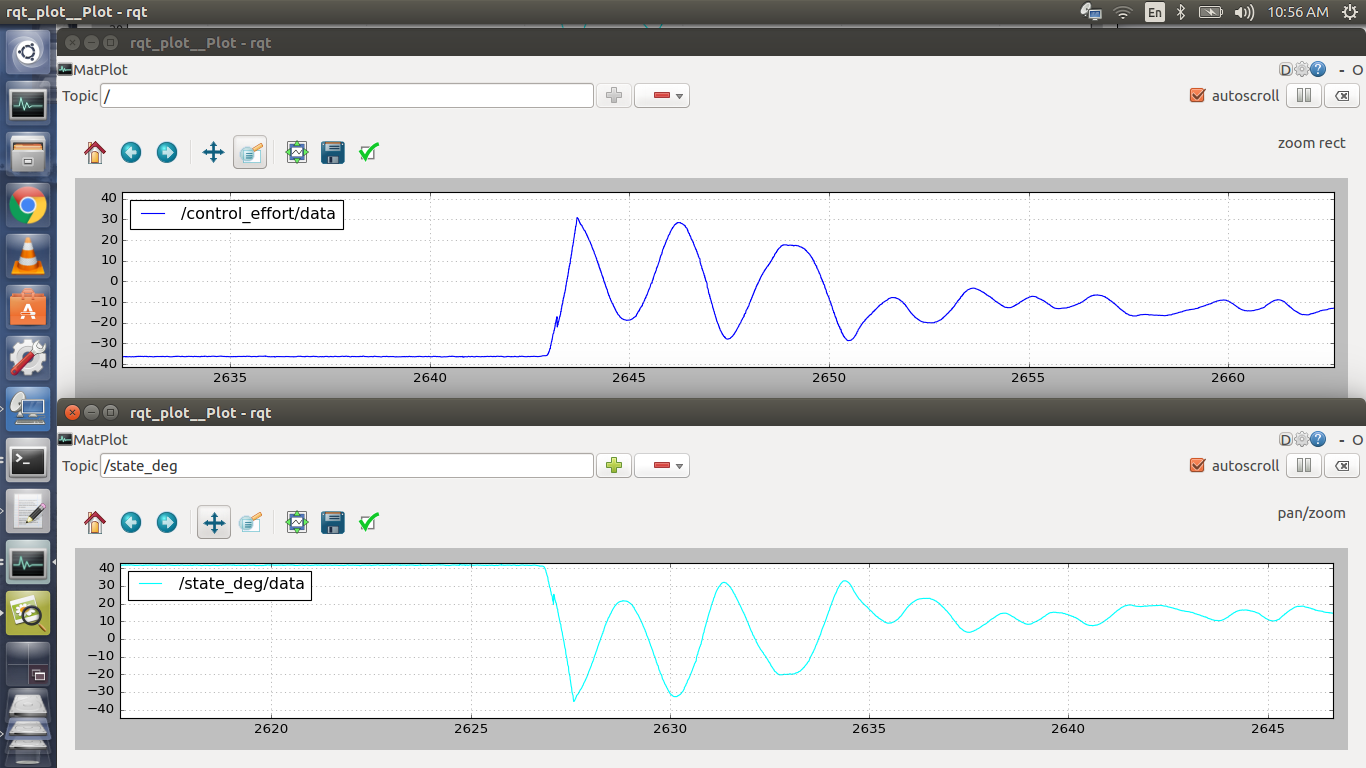 rqt_plot__Plot - rqt
En
10:56 AM
rqt_plot__Plot - rqt
MatPlot
D
- O
Topic /
autoscroll
zoom rect
40
30
20
10
0
−10
−20
−30
−40
/control_effort/data
2635 2640 2645 2650 2655 2660
rqt_plot__Plot - rqt
MatPlot
D
- O
Topic /state_deg
autoscroll
pan/zoom
40
30
20
10
0
−10
−20
−30
−40
/state_deg/data
2620 2625 2630 2635 2640 2645